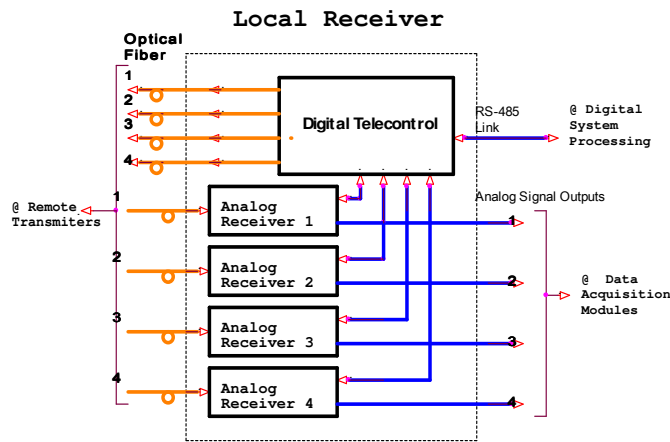 Local Receiver
Optical
Fiber
1
2
3
4
Digital Telecontrol
RS-485
Link
@ Digital
System
Processing
1
@ Remote
Transmiters
Analog
Receiver 1
Analog Signal Outputs
1
2
Analog
Receiver 2
2
@ Data
Acquisition
Modules
3
Analog
Receiver 3
3
4
Analog
Receiver 4
4